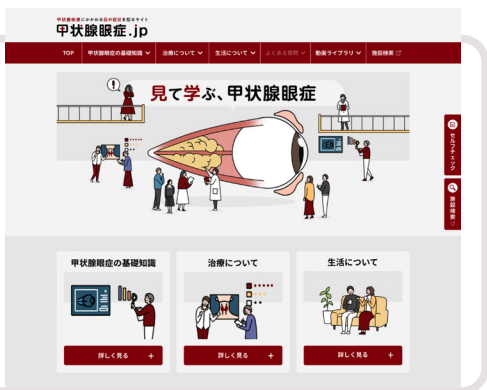 甲状腺疾患にかかわる目の症状を知るサイト
甲状腺眼症.jp
TOP 甲状腺眼症の基礎知識 治療について 生活について よくある質問 動画ライブラリ 施設検索
見て学ぶ、甲状腺眼症
セルフチェック
施設検索
甲状腺眼症の基礎知識
治療について
生活について
詳しく見る +
詳しく見る +
詳しく見る +